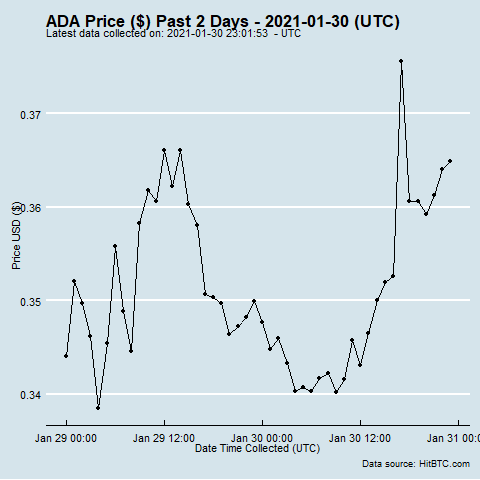 ADA Price ($) Past 2 Days - 2021-01-30 (UTC)
Latest data collected on: 2021-01-30 23:01:53  - UTC
0.37
0.36
0.35
0.34
Price USD ($)
Jan 29 00:00
Jan 29 12:00
Jan 30 00:00
Jan 30 12:00
Jan 31 00:
Date Time Collected (UTC)
Data source: HitBTC.com